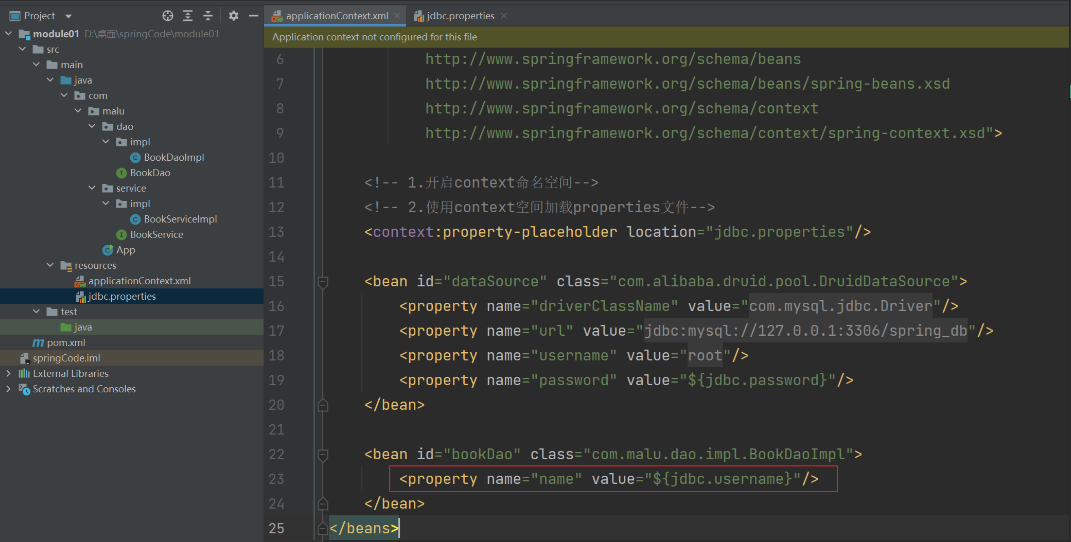 Project
module01 D:\桌面\springCode\module01
src
main
java
com
malu
dao
impl
BookDaoImpl
BookDao
service
impl
BookServiceImpl
BookService
App
resources
applicationContext.xml
jdbc.properties
test
java
pom.xml
springCode.iml
External Libraries
Scratches and Consoles
applicationContext.xml
jdbc.properties
Application context not configured for this file
6 http://www.springframework.org/schema/beans
7 http://www.springframework.org/schema/beans/spring-beans.xsd
8 http://www.springframework.org/schema/context
9 http://www.springframework.org/schema/context/spring-context.xsd">
10
11 <!-- 1.开启context命名空间-->
12 <!-- 2.使用context空间加载properties文件-->
13 <context:property-placeholder location="jdbc.properties"/>
14
15 <bean id="dataSource" class="com.alibaba.druid.pool.DruidDataSource">
16 <property name="driverClassName" value="com.mysql.jdbc.Driver"/>
17 <property name="url" value="jdbc:mysql://127.0.0.1:3306/spring_db"/>
18 <property name="username" value="root"/>
19 <property name="password" value="${jdbc.password}"/>
20 </bean>
21
22 <bean id="bookDao" class="com.malu.dao.impl.BookDaoImpl">
23 <property name="name" value="${jdbc.username}"/>
24 </bean>
25 </beans>